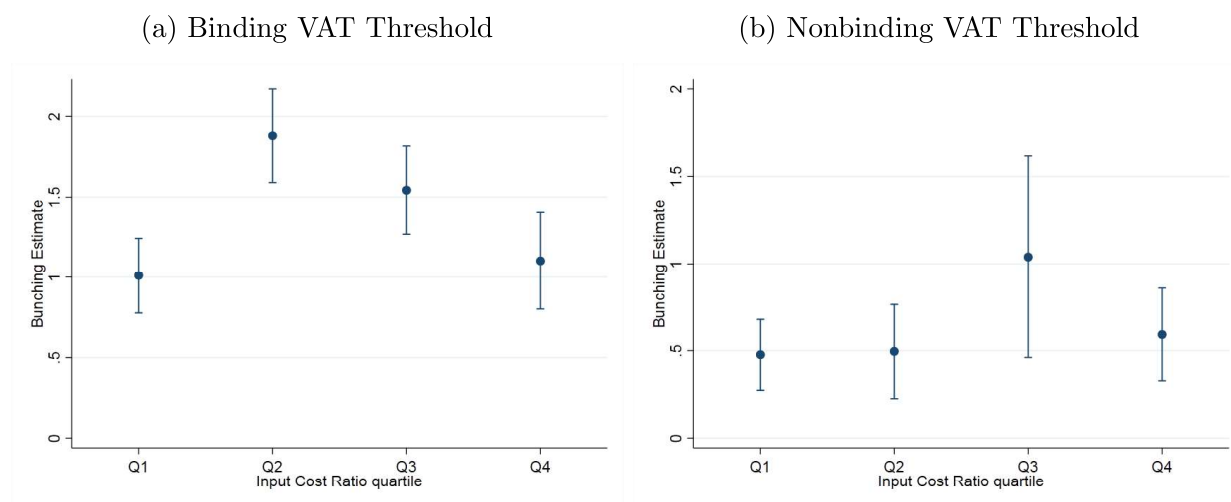 (a) Binding VAT Threshold
Bunching Estimate
2
1.5
1
.5
0
Q1 Q2 Q3 Q4
Input Cost Ratio quartile
(b) Nonbinding VAT Threshold
Bunching Estimate
2
1.5
1
.5
0
Q1 Q2 Q3 Q4
Input Cost Ratio quartile